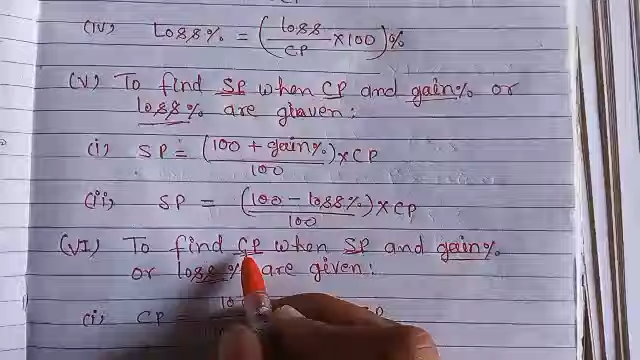 (iv) Loss% = (loss/CP ×100)%
(V) To find SP when CP and gain% or
loss% are giaven:
(i) SP = (100 + gain%/100)×CP
(ii) SP = (100 - loss%/100)×CP
(VI) To find CP when SP and gain%
or loss % are given:
(i) CP =